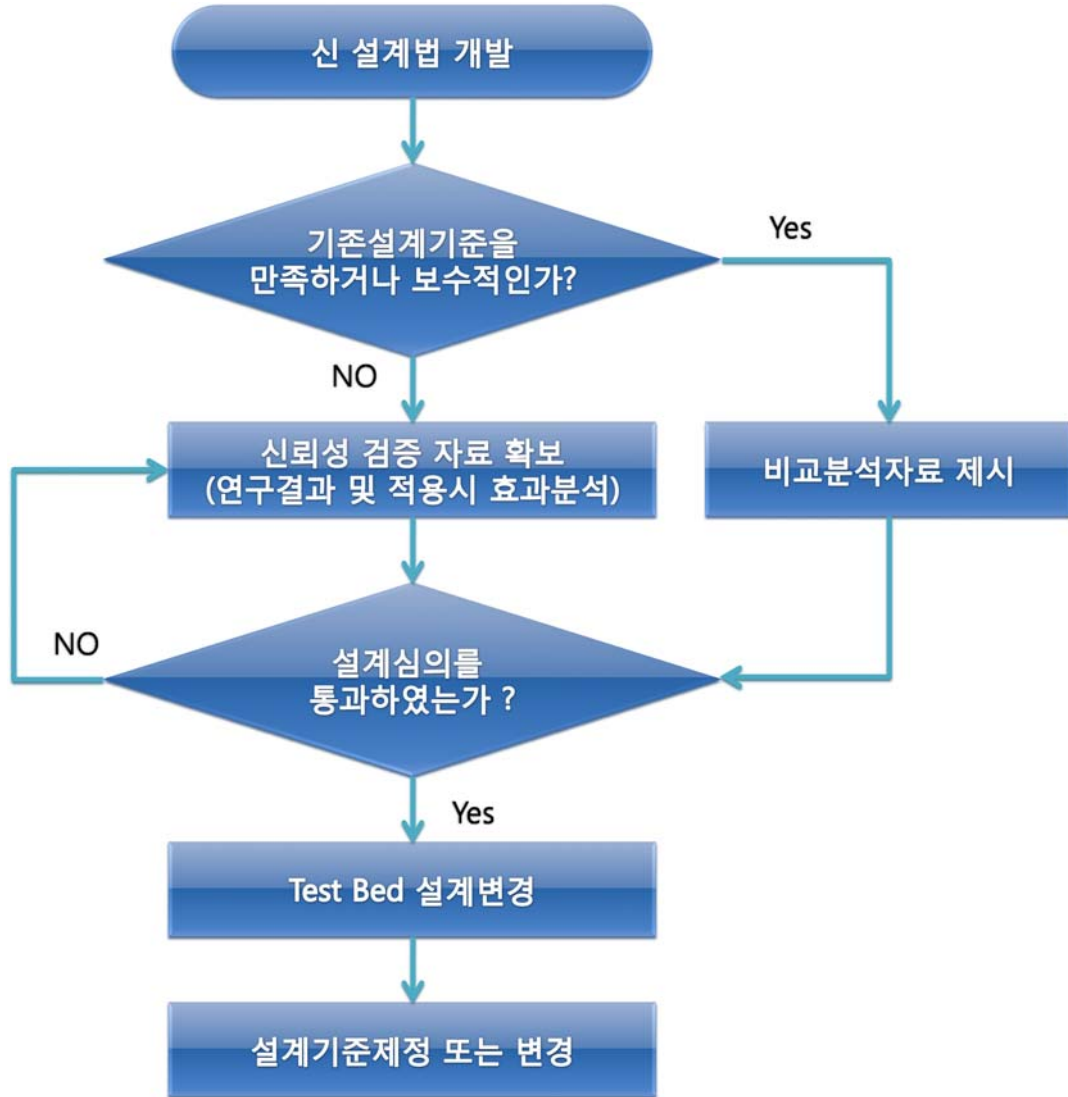 신 설계법 개발
기존설계기준을
만족하거나 보수적인가?
Yes
NO
신뢰성 검증 자료 확보
(연구결과 및 적용시 효과분석)
비교분석자료 제시
NO
설계심의를
통과하였는가 ?
Yes
Test Bed 설계변경
설계기준제정 또는 변경